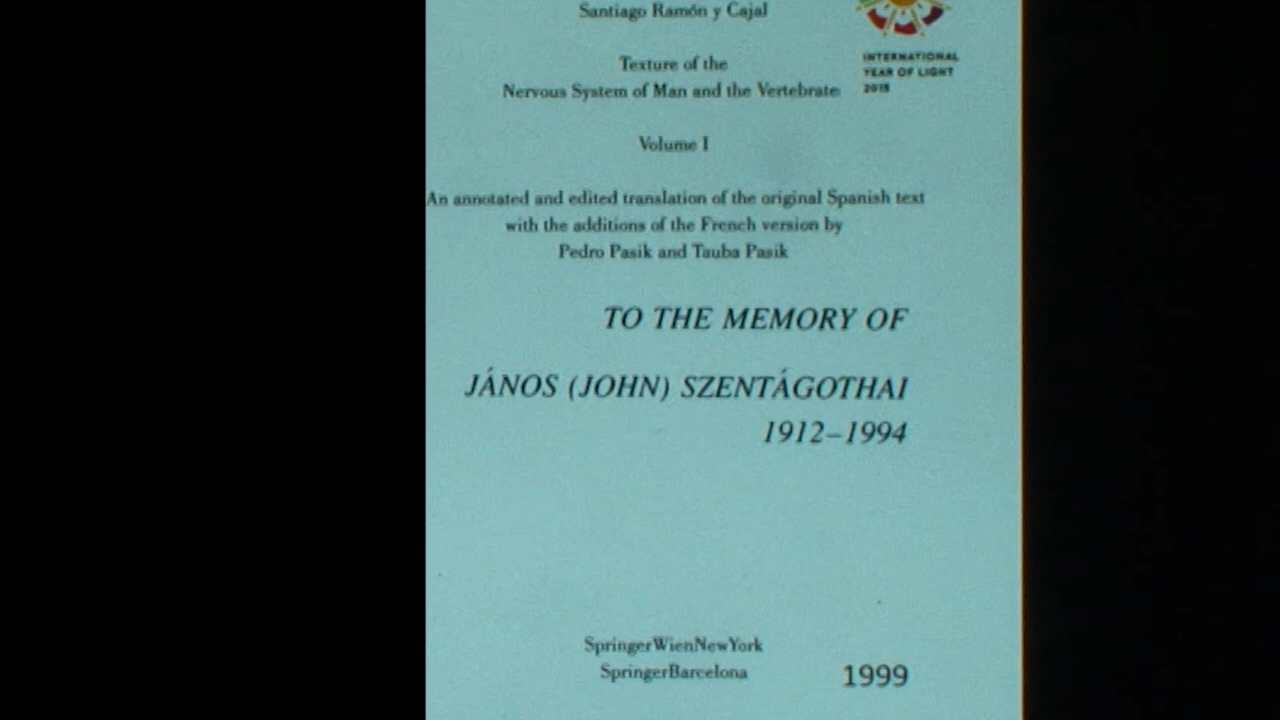 Santiago Ramón y Cajal
INTERNATIONAL
YEAR OF LIGHT
2015
Texture of the
Nervous System of Man and the Vertebrate
Volume I
An annotated and edited translation of the original Spanish text
with the additions of the French version by
Pedro Pasik and Tauba Pasik
TO THE MEMORY OF
JÁNOS (JOHN) SZENTÁGOTHAI
1912–1994
SpringerWienNewYork
SpringerBarcelona
1999